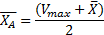 X̅_A̅ = (V_max + X̅) / 2